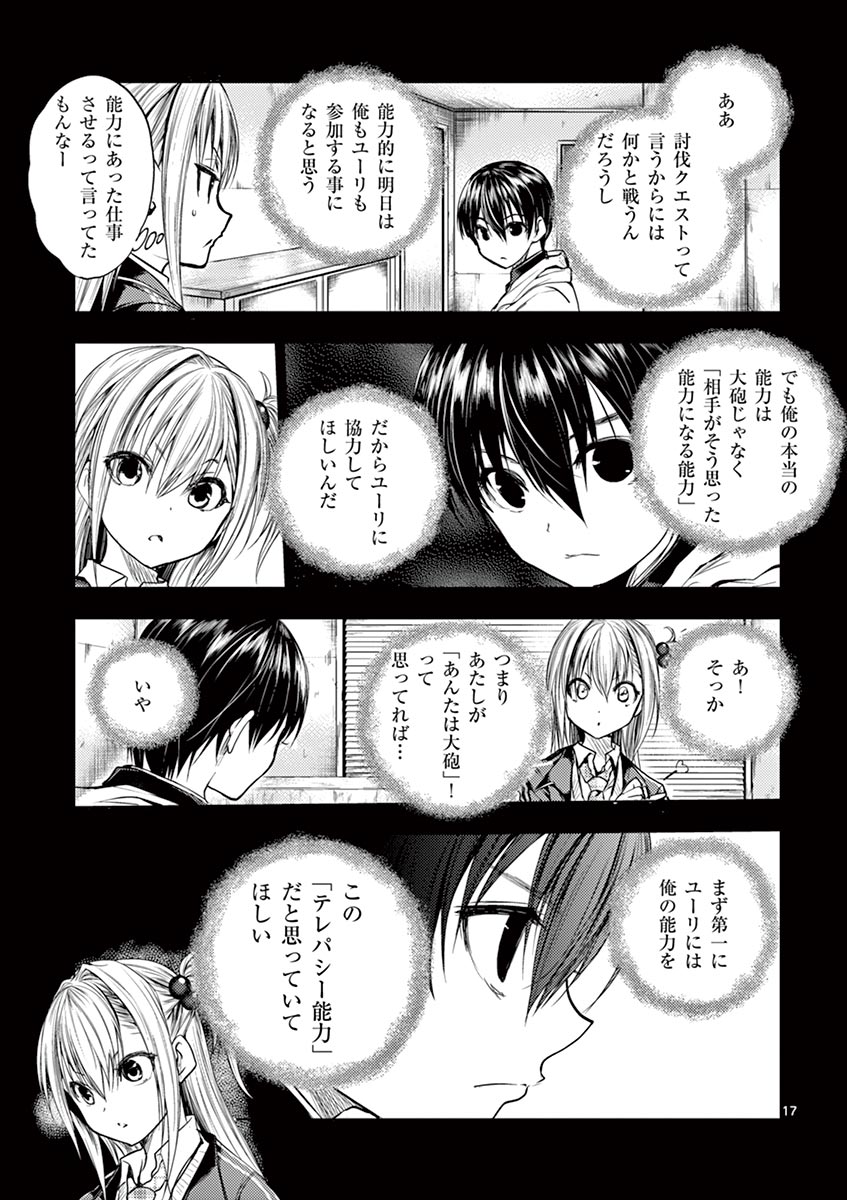 ああ
討伐クエストって
言うからには
何かと戦うん
だろうし
能力的に明日は
俺もユーリも
参加する事に
なると思う
能力にあった仕事
させるって言ってた
もんなー
でも俺の本当の
能力は
大砲じゃなく
「相手がそう思った
能力になる能力」
だからユーリに
協力して
ほしいんだ
あ！
そっか
つまり
あたしが
「あんたは大砲」！
って
思ってれば…
いや
まず第一に
ユーリには
俺の能力を
この
「テレパシー能力」
だと思っていて
ほしい
17